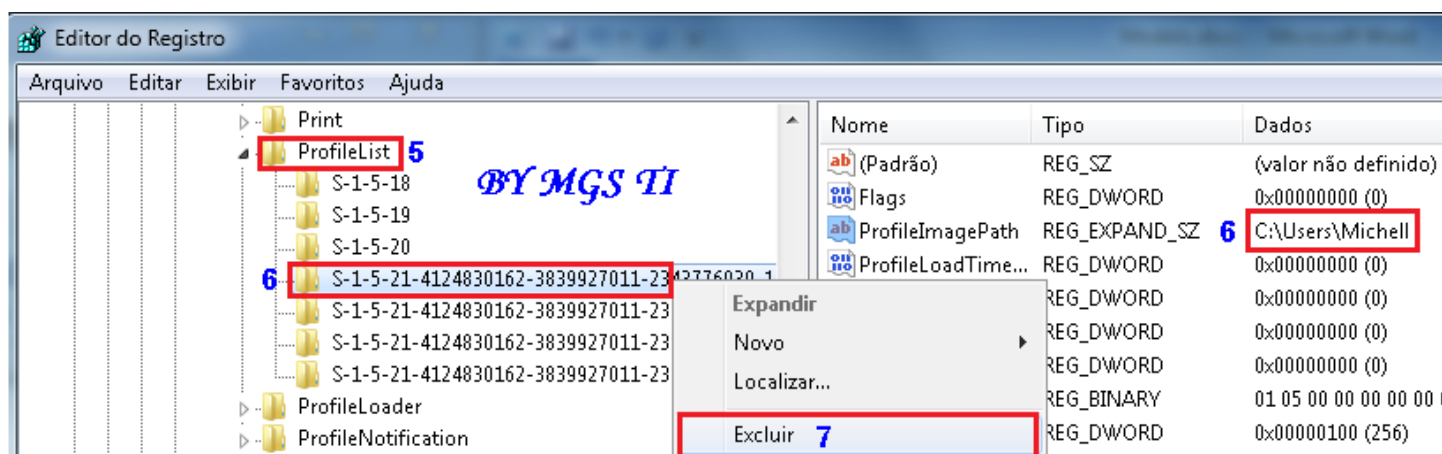 Editor do Registro
Arquivo Editar Exibir Favoritos Ajuda
Print
ProfileList 5
BY MGS TI
S-1-5-18
S-1-5-19
S-1-5-20
6 S-1-5-21-4124830162-3839927011-2343776030-1
S-1-5-21-4124830162-3839927011-23
S-1-5-21-4124830162-3839927011-23
S-1-5-21-4124830162-3839927011-23
ProfileLoader
ProfileNotification
Expandir
Novo
Localizar...
Excluir 7
Nome Tipo Dados
(Padrão) REG_SZ (valor não definido)
Flags REG_DWORD 0x00000000 (0)
ProfileImagePath REG_EXPAND_SZ 6 C:\Users\Michell
ProfileLoadTime... REG_DWORD 0x00000000 (0)
REG_DWORD 0x00000000 (0)
REG_DWORD 0x00000000 (0)
REG_DWORD 0x00000000 (0)
REG_BINARY 01 05 00 00 00 00 00
REG_DWORD 0x00000100 (256)